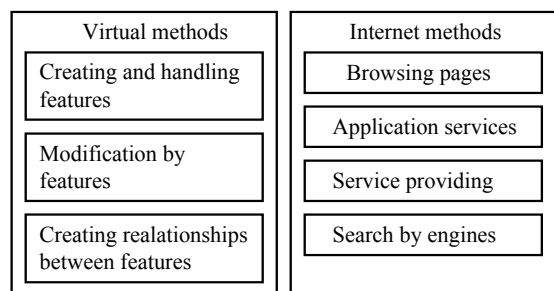 Virtual methods
Creating and handling
features
Modification by
features
Creating realationships
between features
Internet methods
Browsing pages
Application services
Service providing
Search by engines